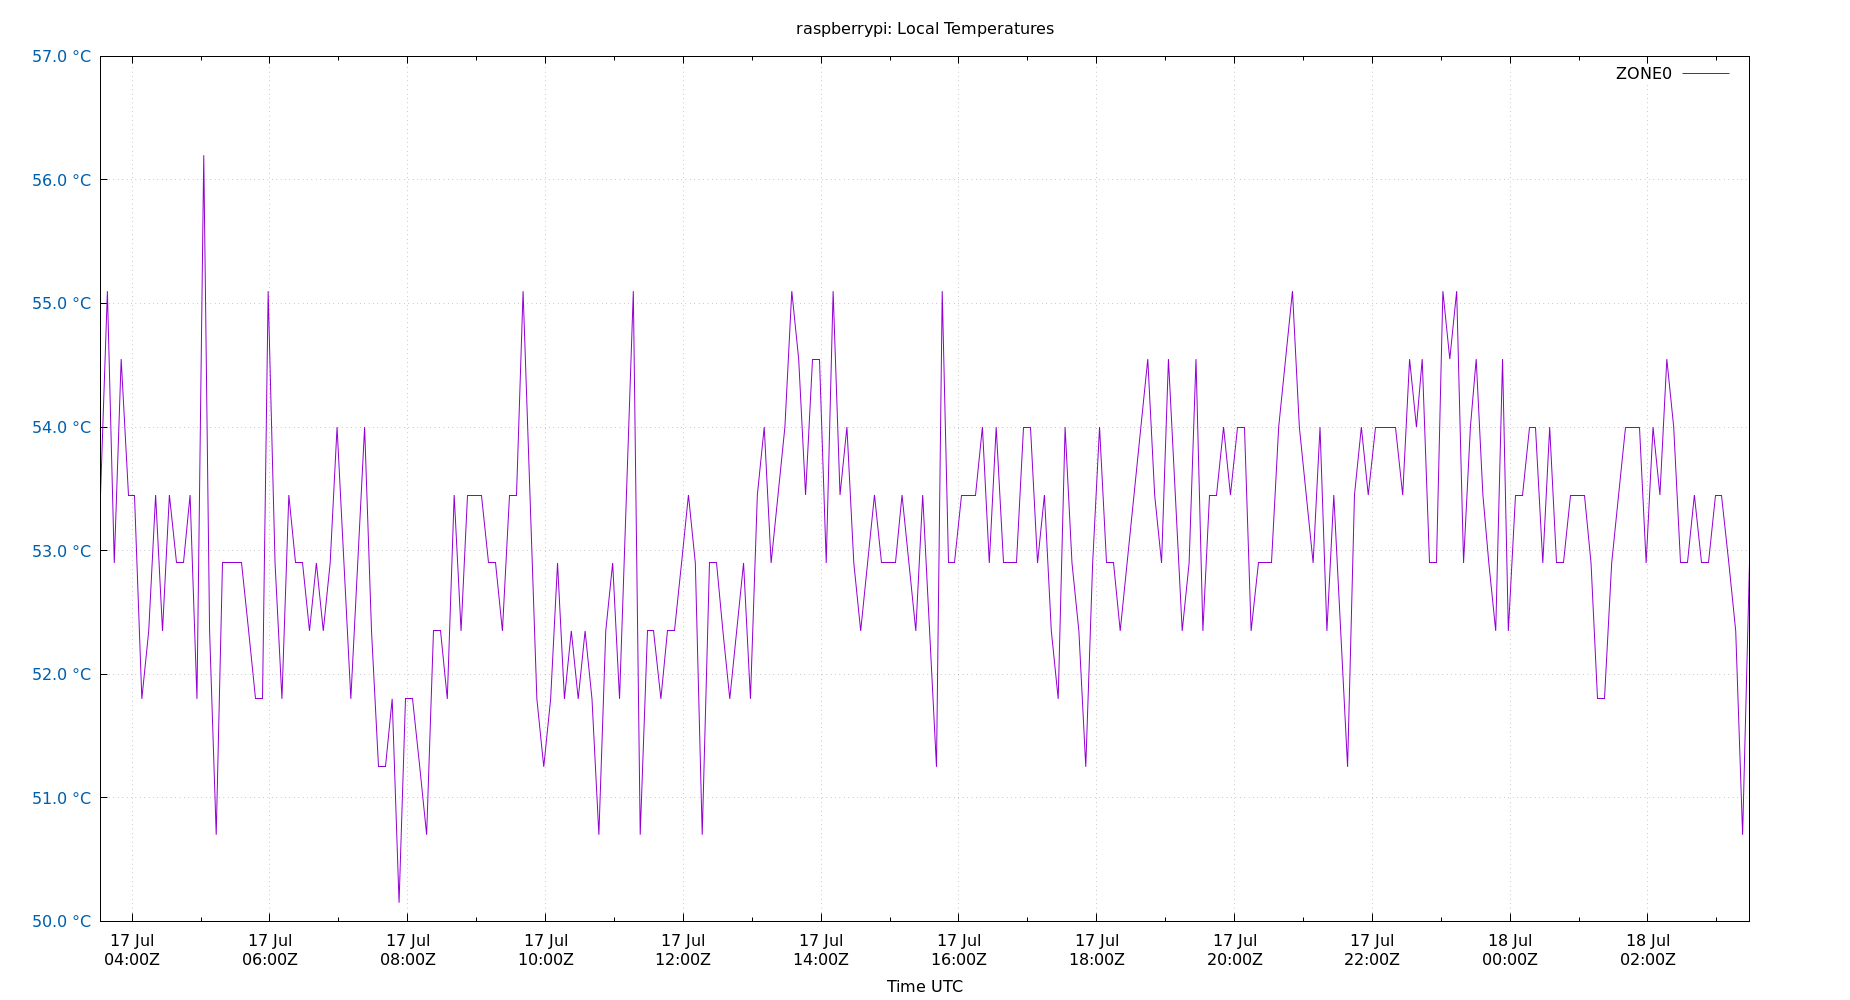 raspberrypi: Local Temperatures
57.0 °C
ZONE0
56.0 °C
55.0 °C
54.0 °C
53.0 °C
52.0 °C
51.0 °C
50.0 °C
17 Jul 17 Jul 17 Jul 17 Jul 17 Jul 17 Jul 17 Jul 17 Jul 17 Jul 17 Jul 18 Jul 18 Jul
04:00Z 06:00Z 08:00Z 10:00Z 12:00Z 14:00Z 16:00Z 18:00Z 20:00Z 22:00Z 00:00Z 02:00Z
Time UTC